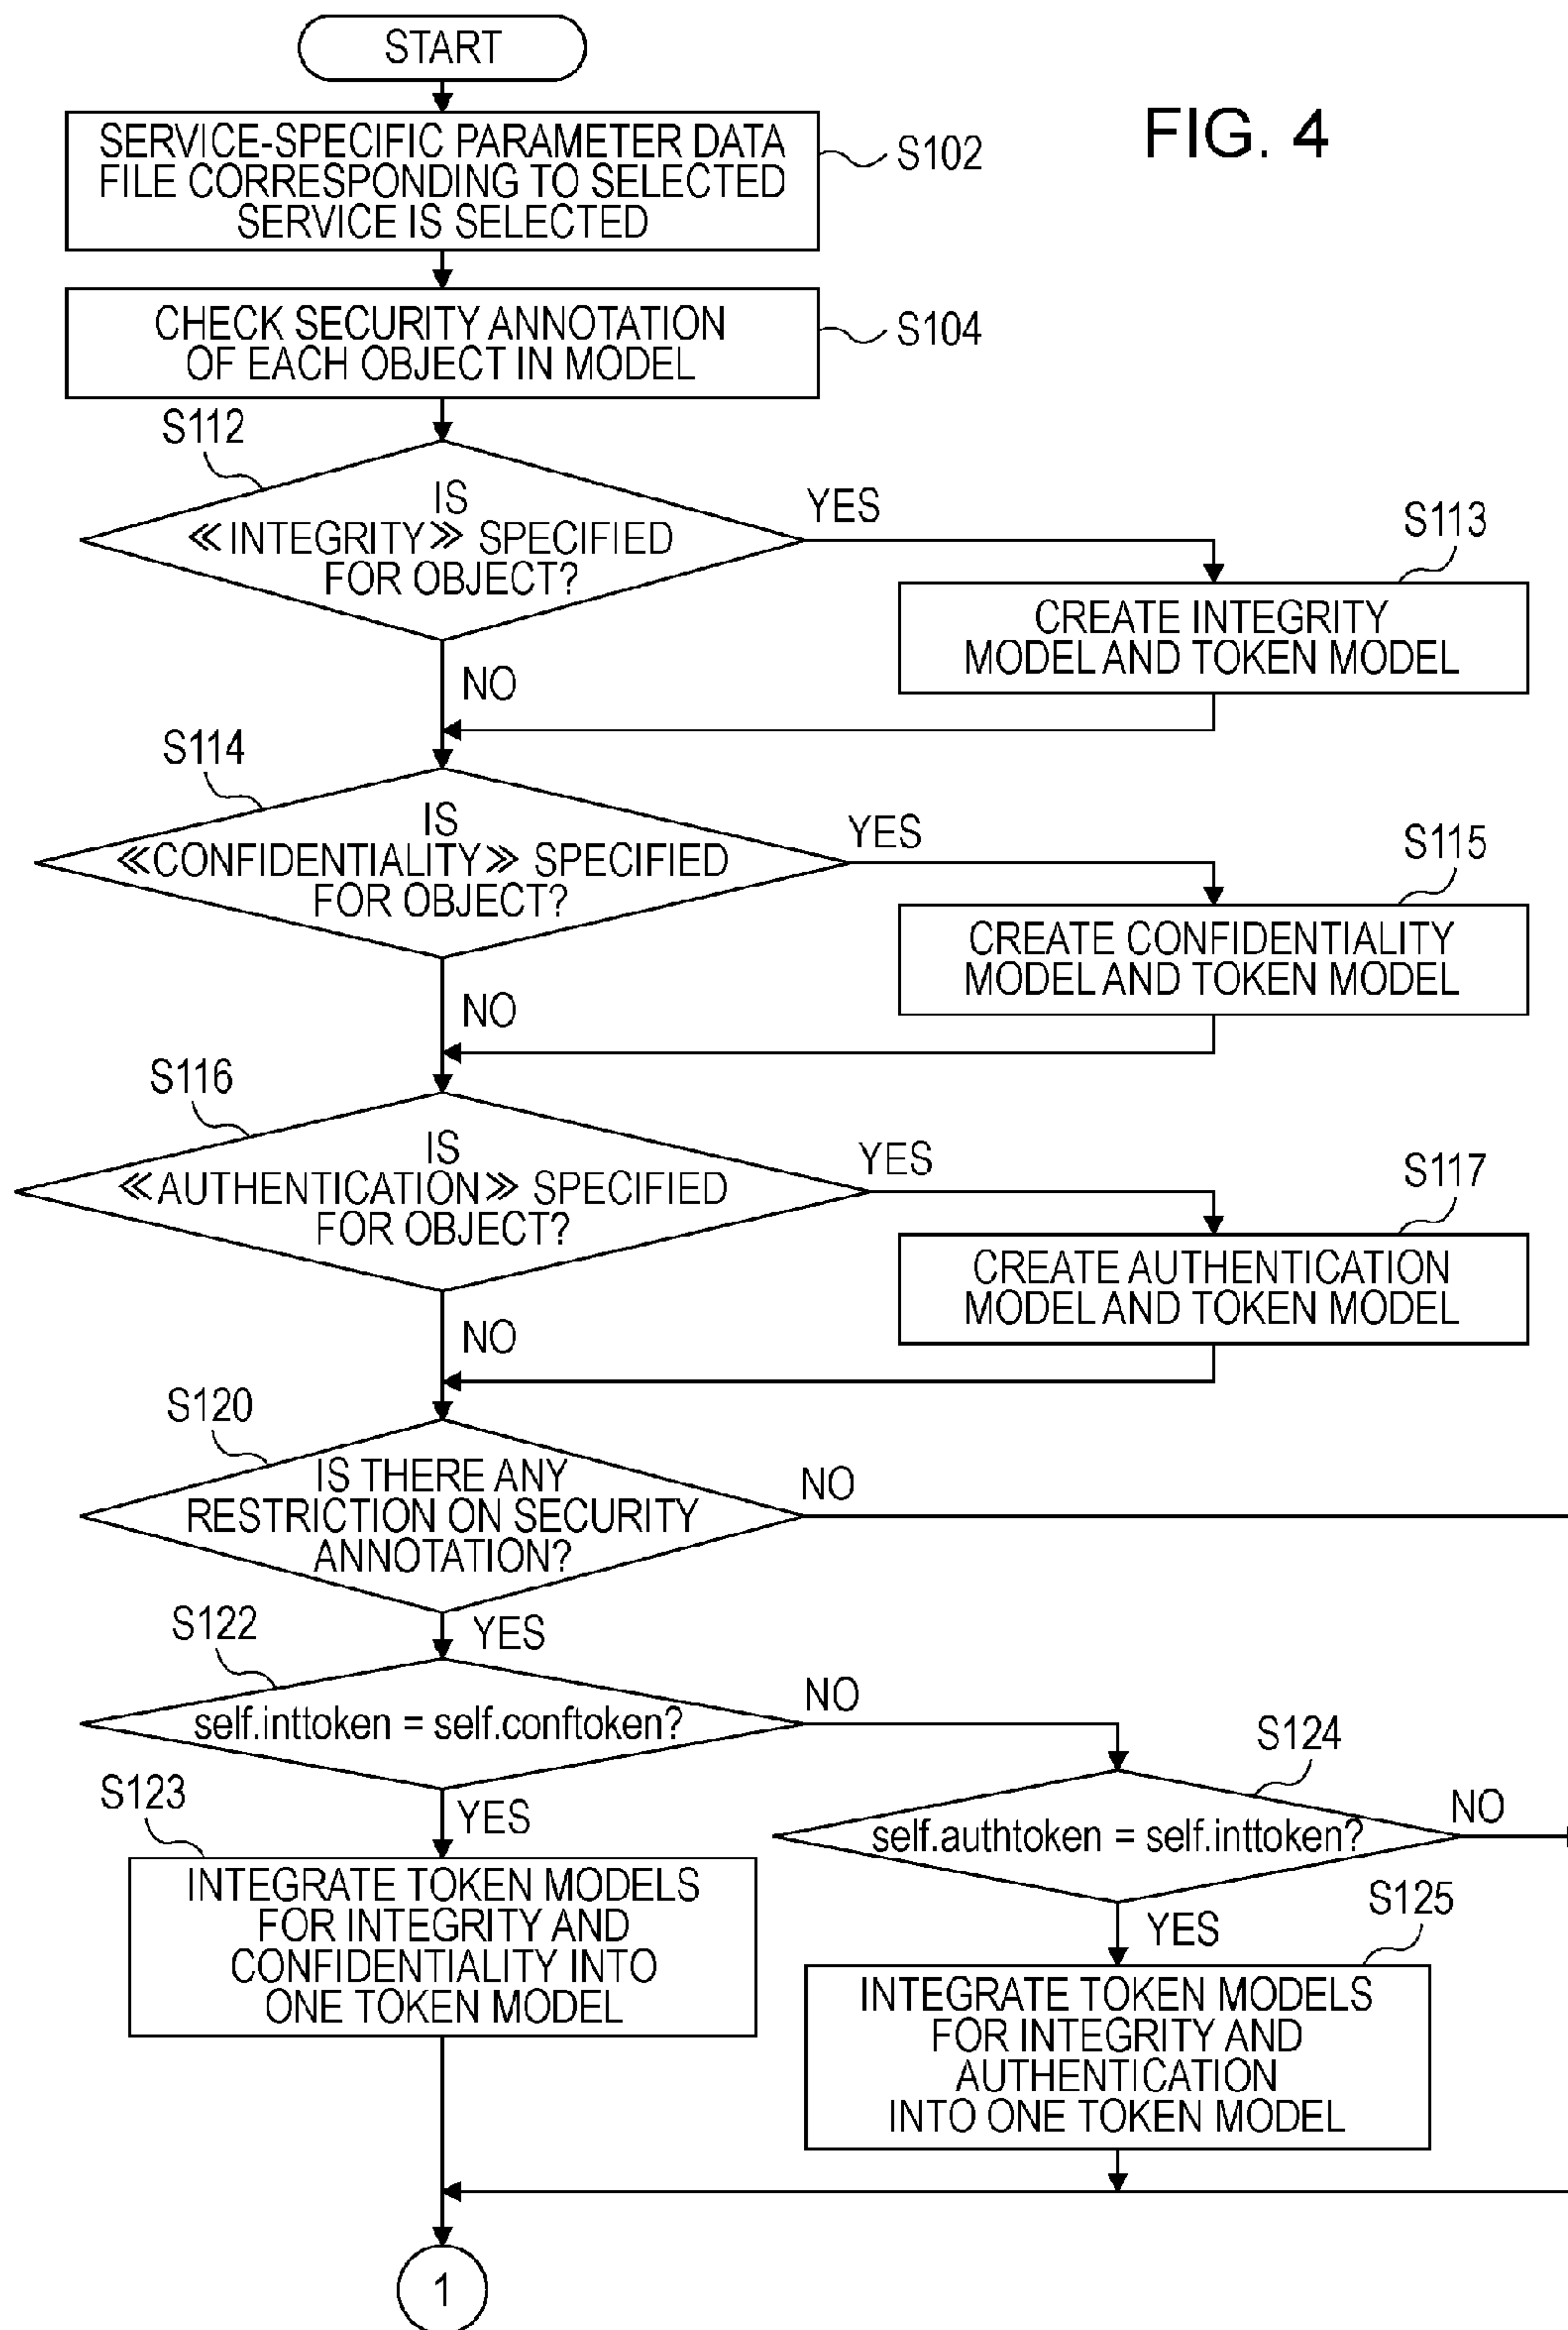 START
FIG. 4
SERVICE-SPECIFIC PARAMETER DATA
FILE CORRESPONDING TO SELECTED
SERVICE IS SELECTED
S102
CHECK SECURITY ANNOTATION
OF EACH OBJECT IN MODEL
S104
S112
IS
≪INTEGRITY≫ SPECIFIED
FOR OBJECT?
YES
NO
S113
CREATE INTEGRITY
MODEL AND TOKEN MODEL
S114
IS
≪CONFIDENTIALITY≫ SPECIFIED
FOR OBJECT?
YES
NO
S115
CREATE CONFIDENTIALITY
MODEL AND TOKEN MODEL
S116
IS
≪AUTHENTICATION≫ SPECIFIED
FOR OBJECT?
YES
NO
S117
CREATE AUTHENTICATION
MODEL AND TOKEN MODEL
S120
IS THERE ANY
RESTRICTION ON SECURITY
ANNOTATION?
NO
YES
S122
self.inttoken = self.conftoken?
NO
YES
S124
self.authtoken = self.inttoken?
NO
YES
S123
INTEGRATE TOKEN MODELS
FOR INTEGRITY AND
CONFIDENTIALITY INTO
ONE TOKEN MODEL
S125
INTEGRATE TOKEN MODELS
FOR INTEGRITY AND
AUTHENTICATION
INTO ONE TOKEN MODEL
1